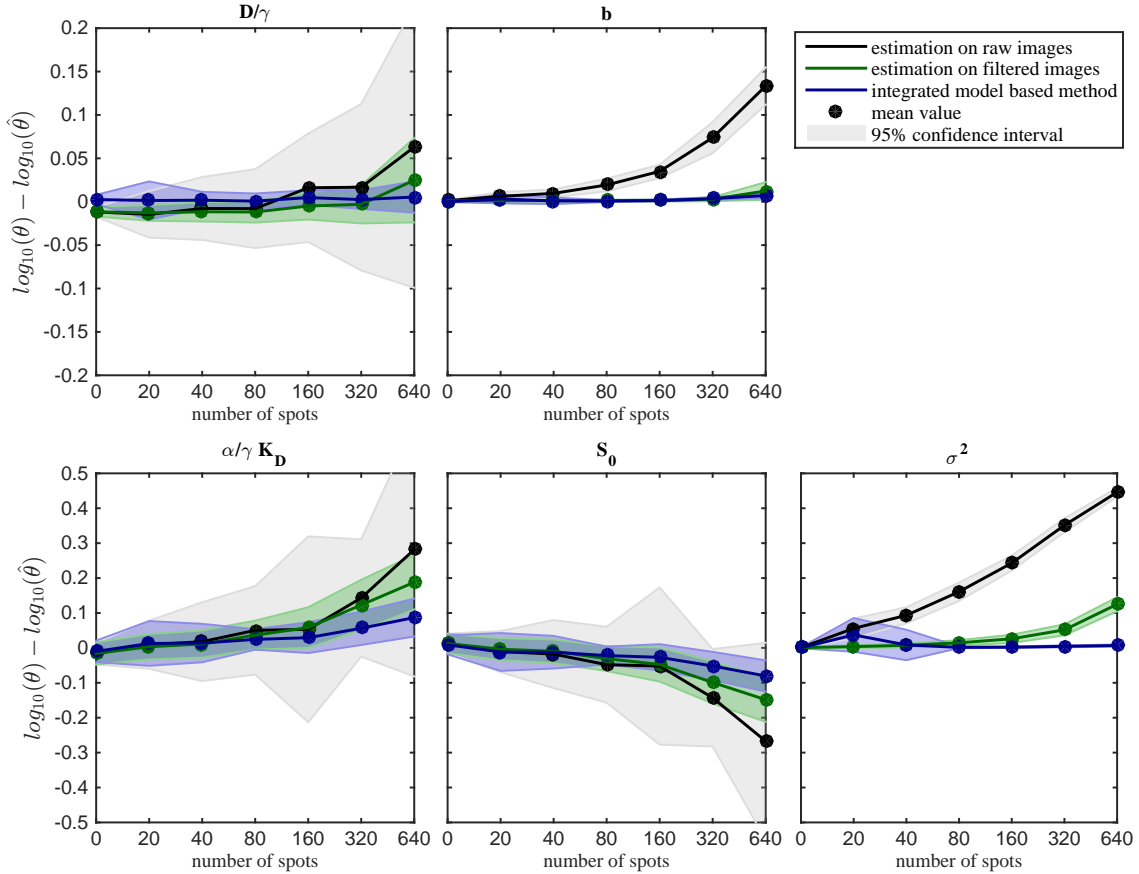 D/γ
b
0.2
0.15
0.1
0.05
0
-0.05
-0.1
-0.15
-0.2
log10(θ) − log10(θ̂)
0 20 40 80 160 320 640
number of spots
0 20 40 80 160 320 640
number of spots
estimation on raw images
estimation on filtered images
integrated model based method
mean value
95% confidence interval
α/γ K_D
S_0
σ^2
0.5
0.4
0.3
0.2
0.1
0
-0.1
-0.2
-0.3
-0.4
-0.5
log10(θ) − log10(θ̂)
0 20 40 80 160 320 640
number of spots
0 20 40 80 160 320 640
number of spots
0 20 40 80 160 320 640
number of spots